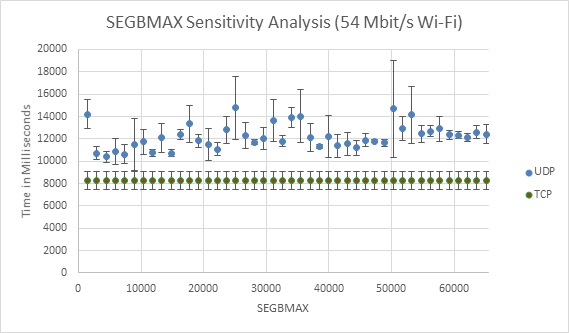 SEGBMAX Sensitivity Analysis (54 Mbit/s Wi-Fi)
20000
18000
16000
14000
12000
10000
8000
6000
4000
2000
0
Time in Milliseconds
0 10000 20000 30000 40000 50000 60000
SEGBMAX
UDP
TCP